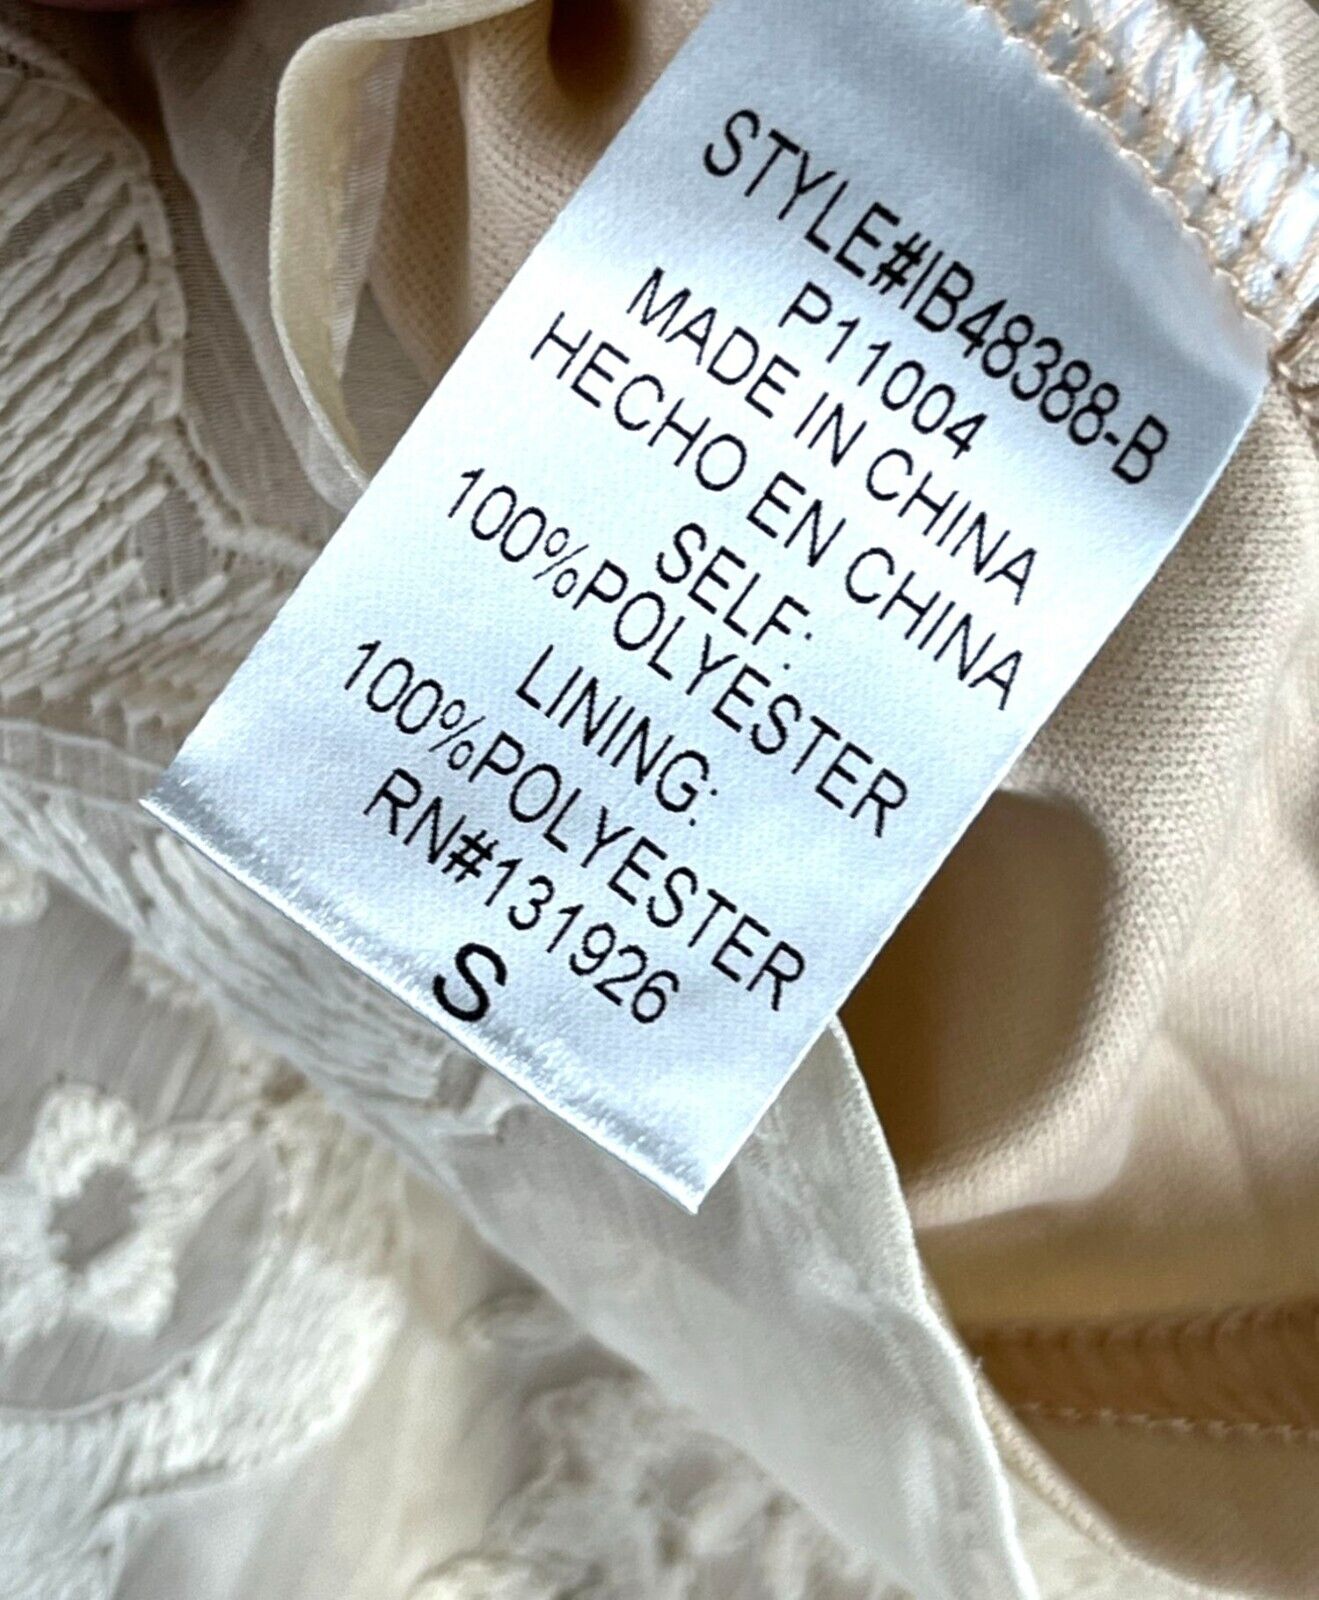 STYLE#IB48388-B
P11004
MADE IN CHINA
HECHO EN CHINA
SELF:
100%POLYESTER
LINING:
100%POLYESTER
RN#131926
S